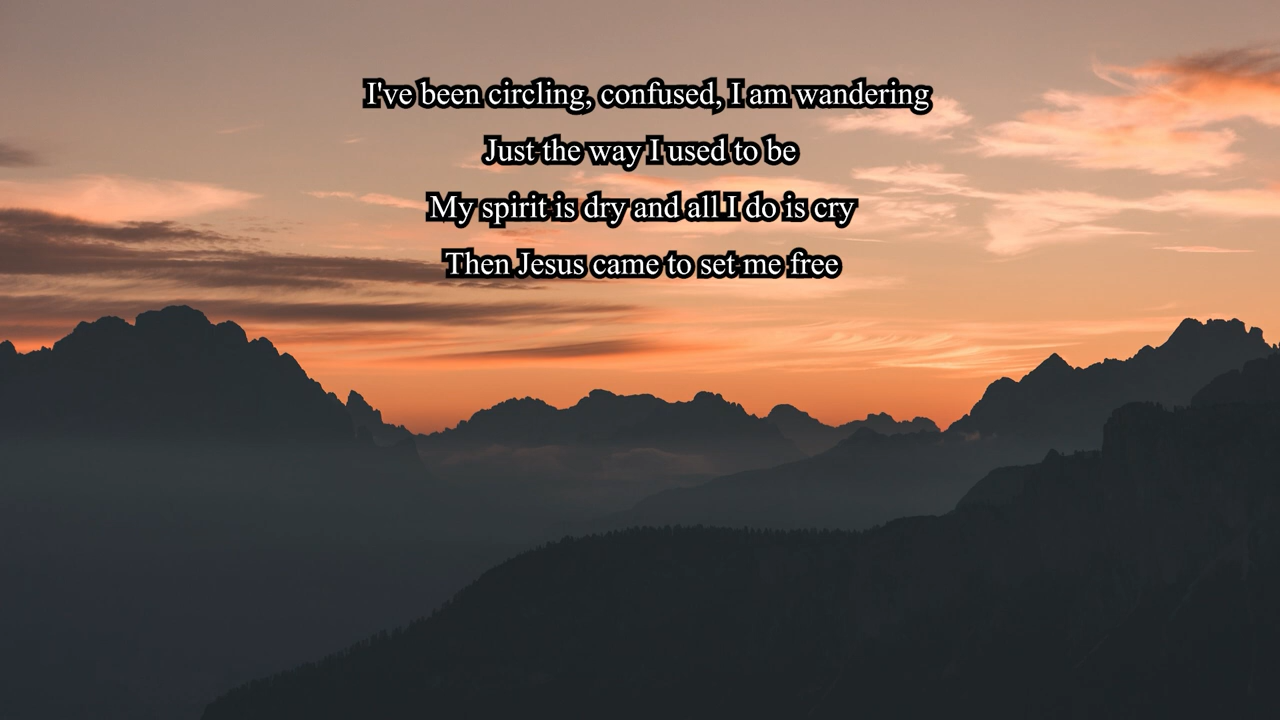 I've been circling, confused, I am wandering
Just the way I used to be
My spirit is dry and all I do is cry
Then Jesus came to set me free